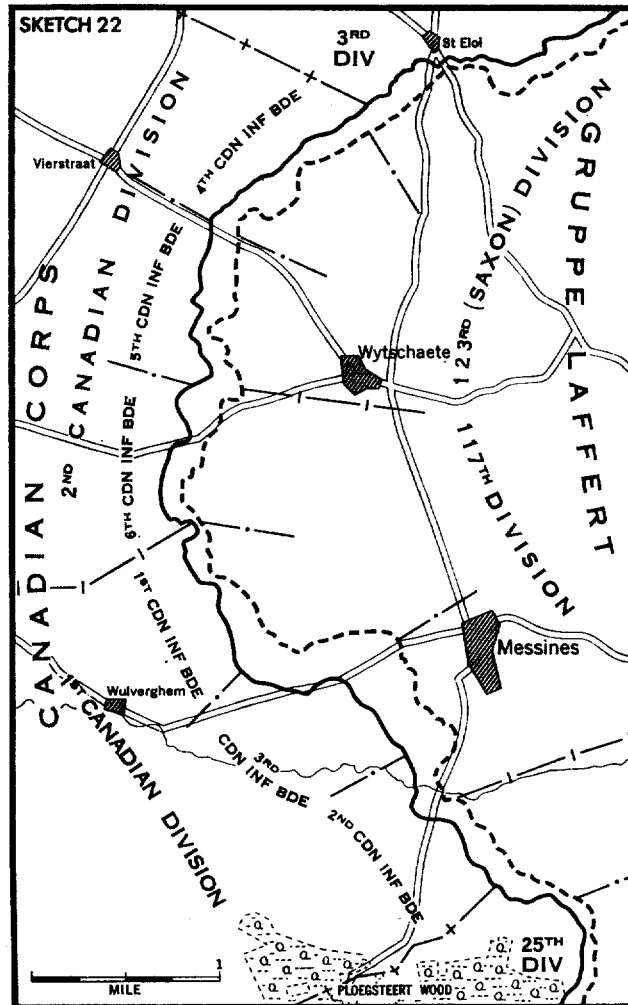 SKETCH 22
3RD DIV
St Eloi
Vierstraat
4TH CDN INF BDE
5TH CDN INF BDE
6TH CDN INF BDE
2ND CANADIAN DIVISION
CANADIAN CORPS
123RD (SAXON) DIVISION
GRUPPE LAFFERT
Wytschaete
117TH DIVISION
1ST CDN INF BDE
Messines
Wulverghem
1ST CANADIAN DIVISION
3RD CDN INF BDE
2ND CDN INF BDE
25TH DIV
1
MILE
PLOEGSTEERT WOOD